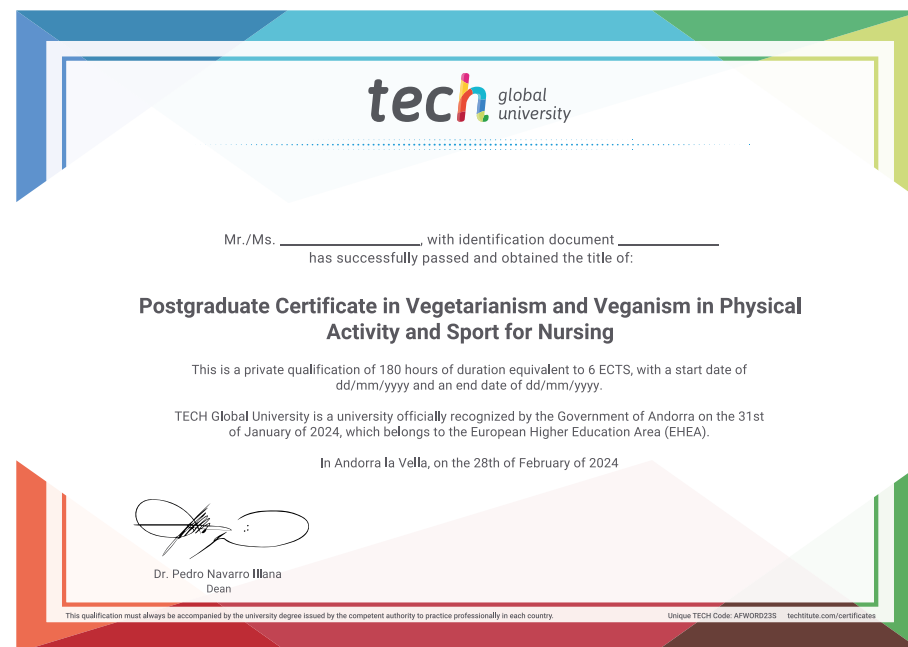 tech global
university
Mr./Ms. ____________, with identification document ____________
has successfully passed and obtained the title of:
Postgraduate Certificate in Vegetarianism and Veganism in Physical
Activity and Sport for Nursing
This is a private qualification of 180 hours of duration equivalent to 6 ECTS, with a start date of
dd/mm/yyyy and an end date of dd/mm/yyyy.
TECH Global University is a university officially recognized by the Government of Andorra on the 31st
of January of 2024, which belongs to the European Higher Education Area (EHEA).
In Andorra la Vella, on the 28th of February of 2024
Dr. Pedro Navarro Illana
Dean
This qualification must always be accompanied by the university degree issued by the competent authority to practice professionally in each country.
Unique TECH Code: AFWORD23S techtitute.com/certificates